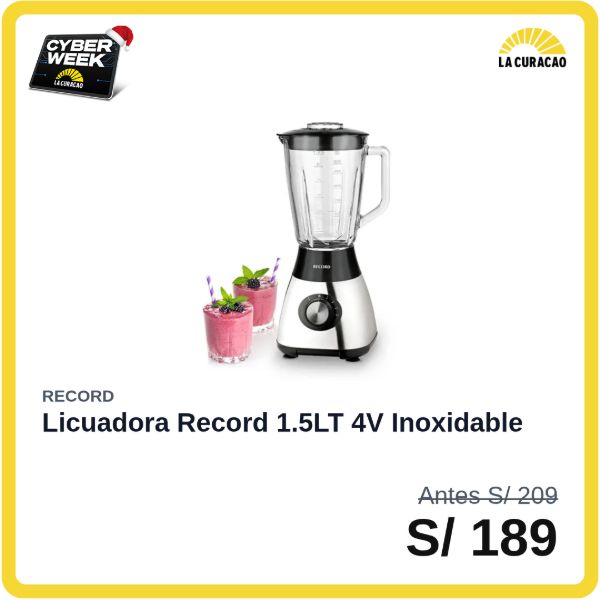 CYBER
WEEK
LA CURACAO
LA CURACAO
RECORD
RECORD
Licuadora Record 1.5LT 4V Inoxidable
Antes S/ 209
S/ 189